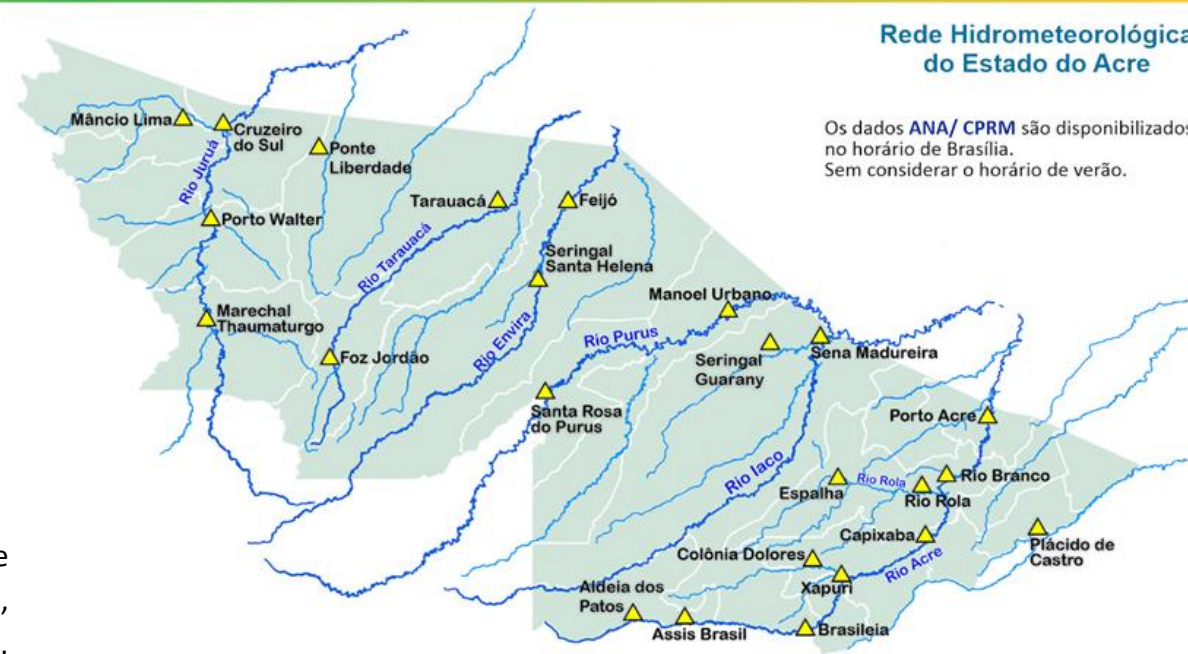 Rede Hidrometeorológica
do Estado do Acre
Os dados ANA/ CPRM são disponibilizados
no horário de Brasília.
Sem considerar o horário de verão.
Mâncio Lima
Cruzeiro
do Sul
Ponte
Liberdade
Rio Juruá
Porto Walter
Tarauacá
Feijó
Rio Tarauacá
Seringal
Santa Helena
Marechal
Thaumaturgo
Foz Jordão
Rio Envira
Manoel Urbano
Rio Purus
Seringal
Guarany
Sena Madureira
Santa Rosa
do Purus
Porto Acre
Rio Iaco
Espalha
Rio Rola
Rio Rola
Rio Branco
Capixaba
Plácido de
Castro
Colônia Dolores
Rio Acre
Xapuri
Aldeia dos
Patos
Assis Brasil
Brasileia
e
,
.